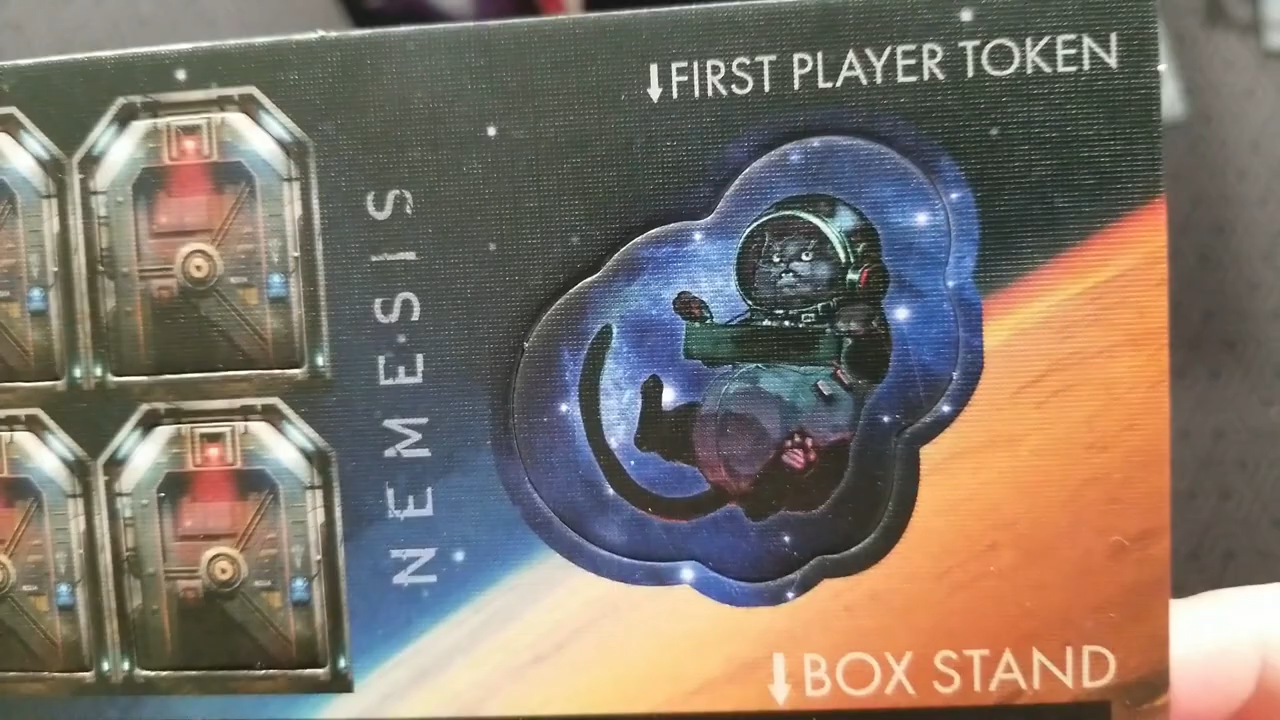 ↓FIRST PLAYER TOKEN
NEMESIS
↓BOX STAND